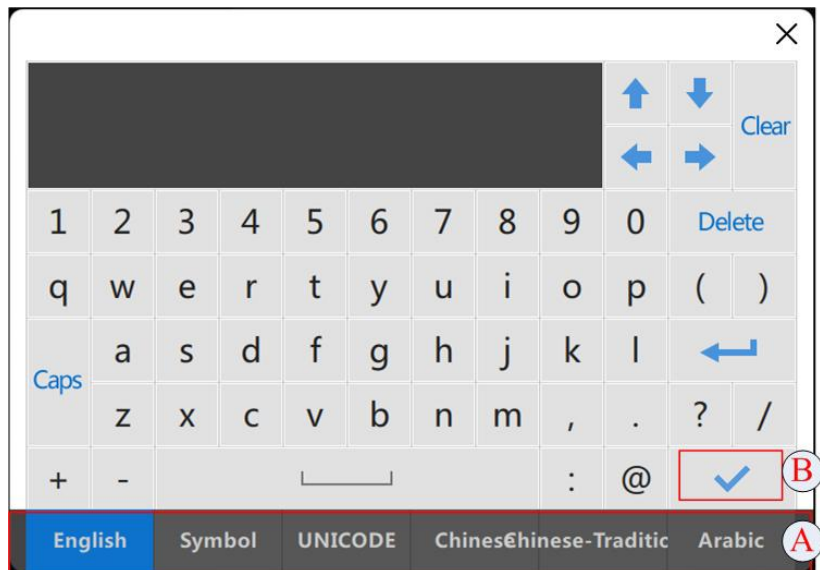 Clear
1 2 3 4 5 6 7 8 9 0 Delete
q w e r t y u i o p ( )
Caps
a s d f g h j k l
z x c v b n m , . ? /
+ - : @
B
English Symbol UNICODE Chinese Chinese-Traditic Arabic
A